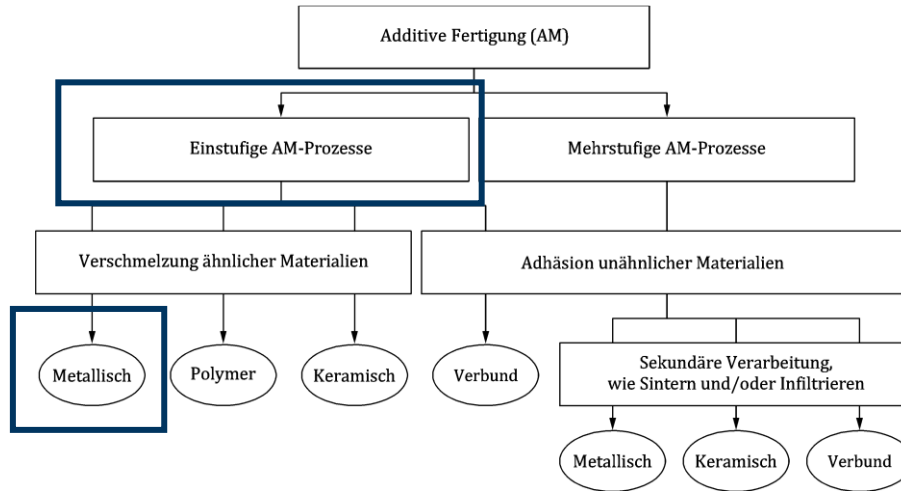 Additive Fertigung (AM)
Einstufige AM-Prozesse
Mehrstufige AM-Prozesse
Verschmelzung ähnlicher Materialien
Adhäsion unähnlicher Materialien
Metallisch
Polymer
Keramisch
Verbund
Sekundäre Verarbeitung,
wie Sintern und/oder Infiltrieren
Metallisch
Keramisch
Verbund